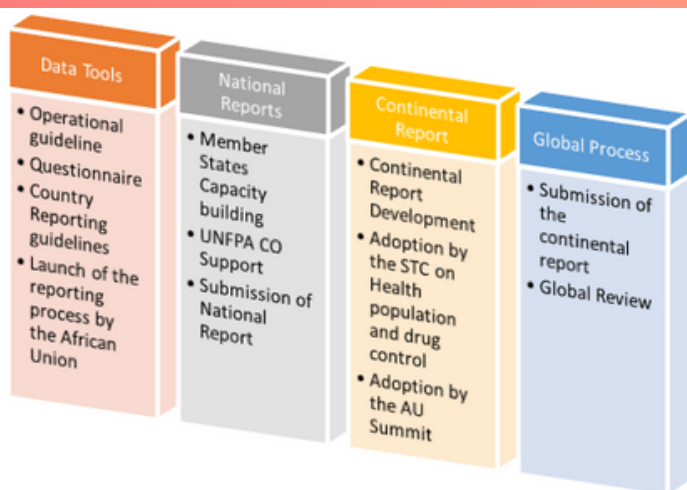 Data Tools
• Operational
guideline
• Questionnaire
• Country
Reporting
guidelines
• Launch of the
reporting
process by
the African
Union
National
Reports
• Member
States
Capacity
building
• UNFPA CO
Support
• Submission of
National
Report
Continental
Report
• Continental
Report
Development
• Adoption by
the STC on
Health
population
and drug
control
• Adoption by
the AU
Summit
Global Process
• Submission of
the
continental
report
• Global Review